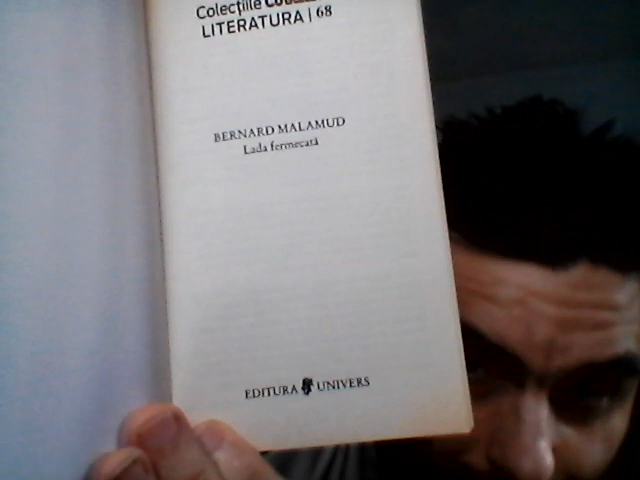 Colecțiile
LITERATURA | 68
BERNARD MALAMUD
Lada fermecată
EDITURA UNIVERS